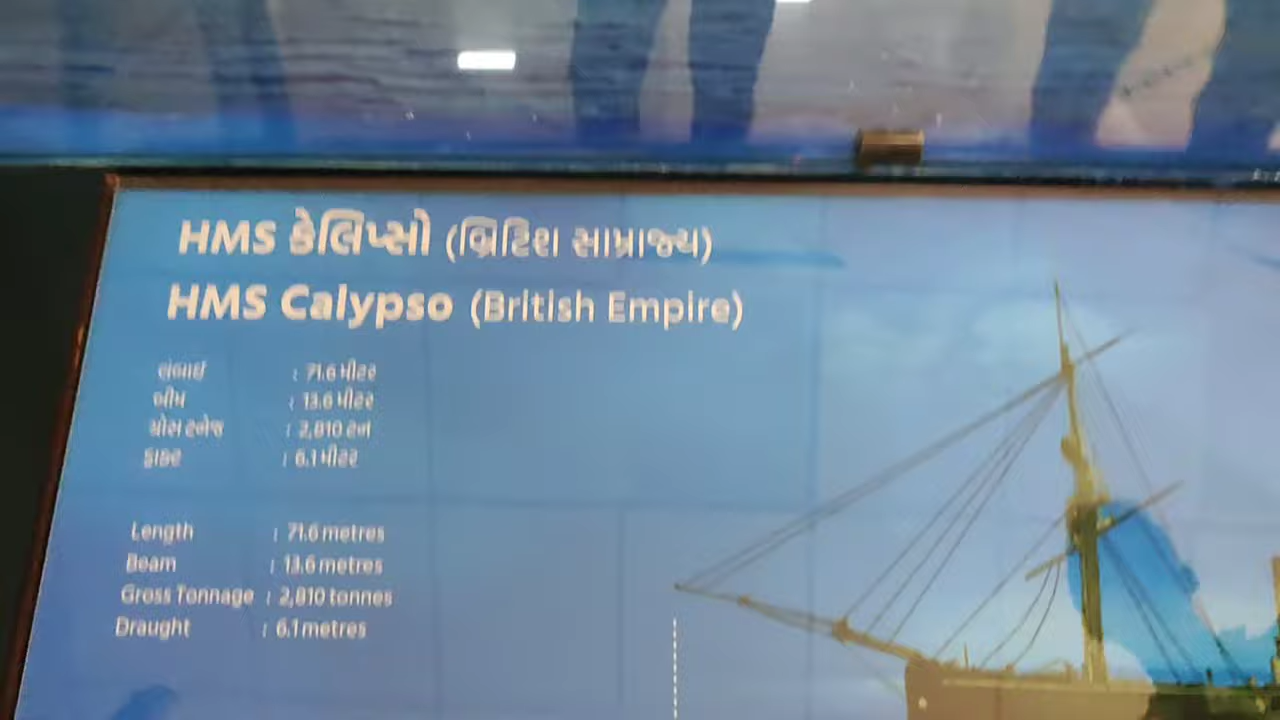 HMS કેલિપ્સો (બ્રિટિશ સામ્રાજ્ય)
HMS Calypso (British Empire)
લંબાઈ : 71.6 મીટર
બીમ : 13.6 મીટર
ગ્રોસ ટનેજ : 2,810 ટન
ડ્રાફ્ટ : 6.1 મીટર
Length : 71.6 metres
Beam : 13.6 metres
Gross Tonnage : 2,810 tonnes
Draught : 6.1 metres